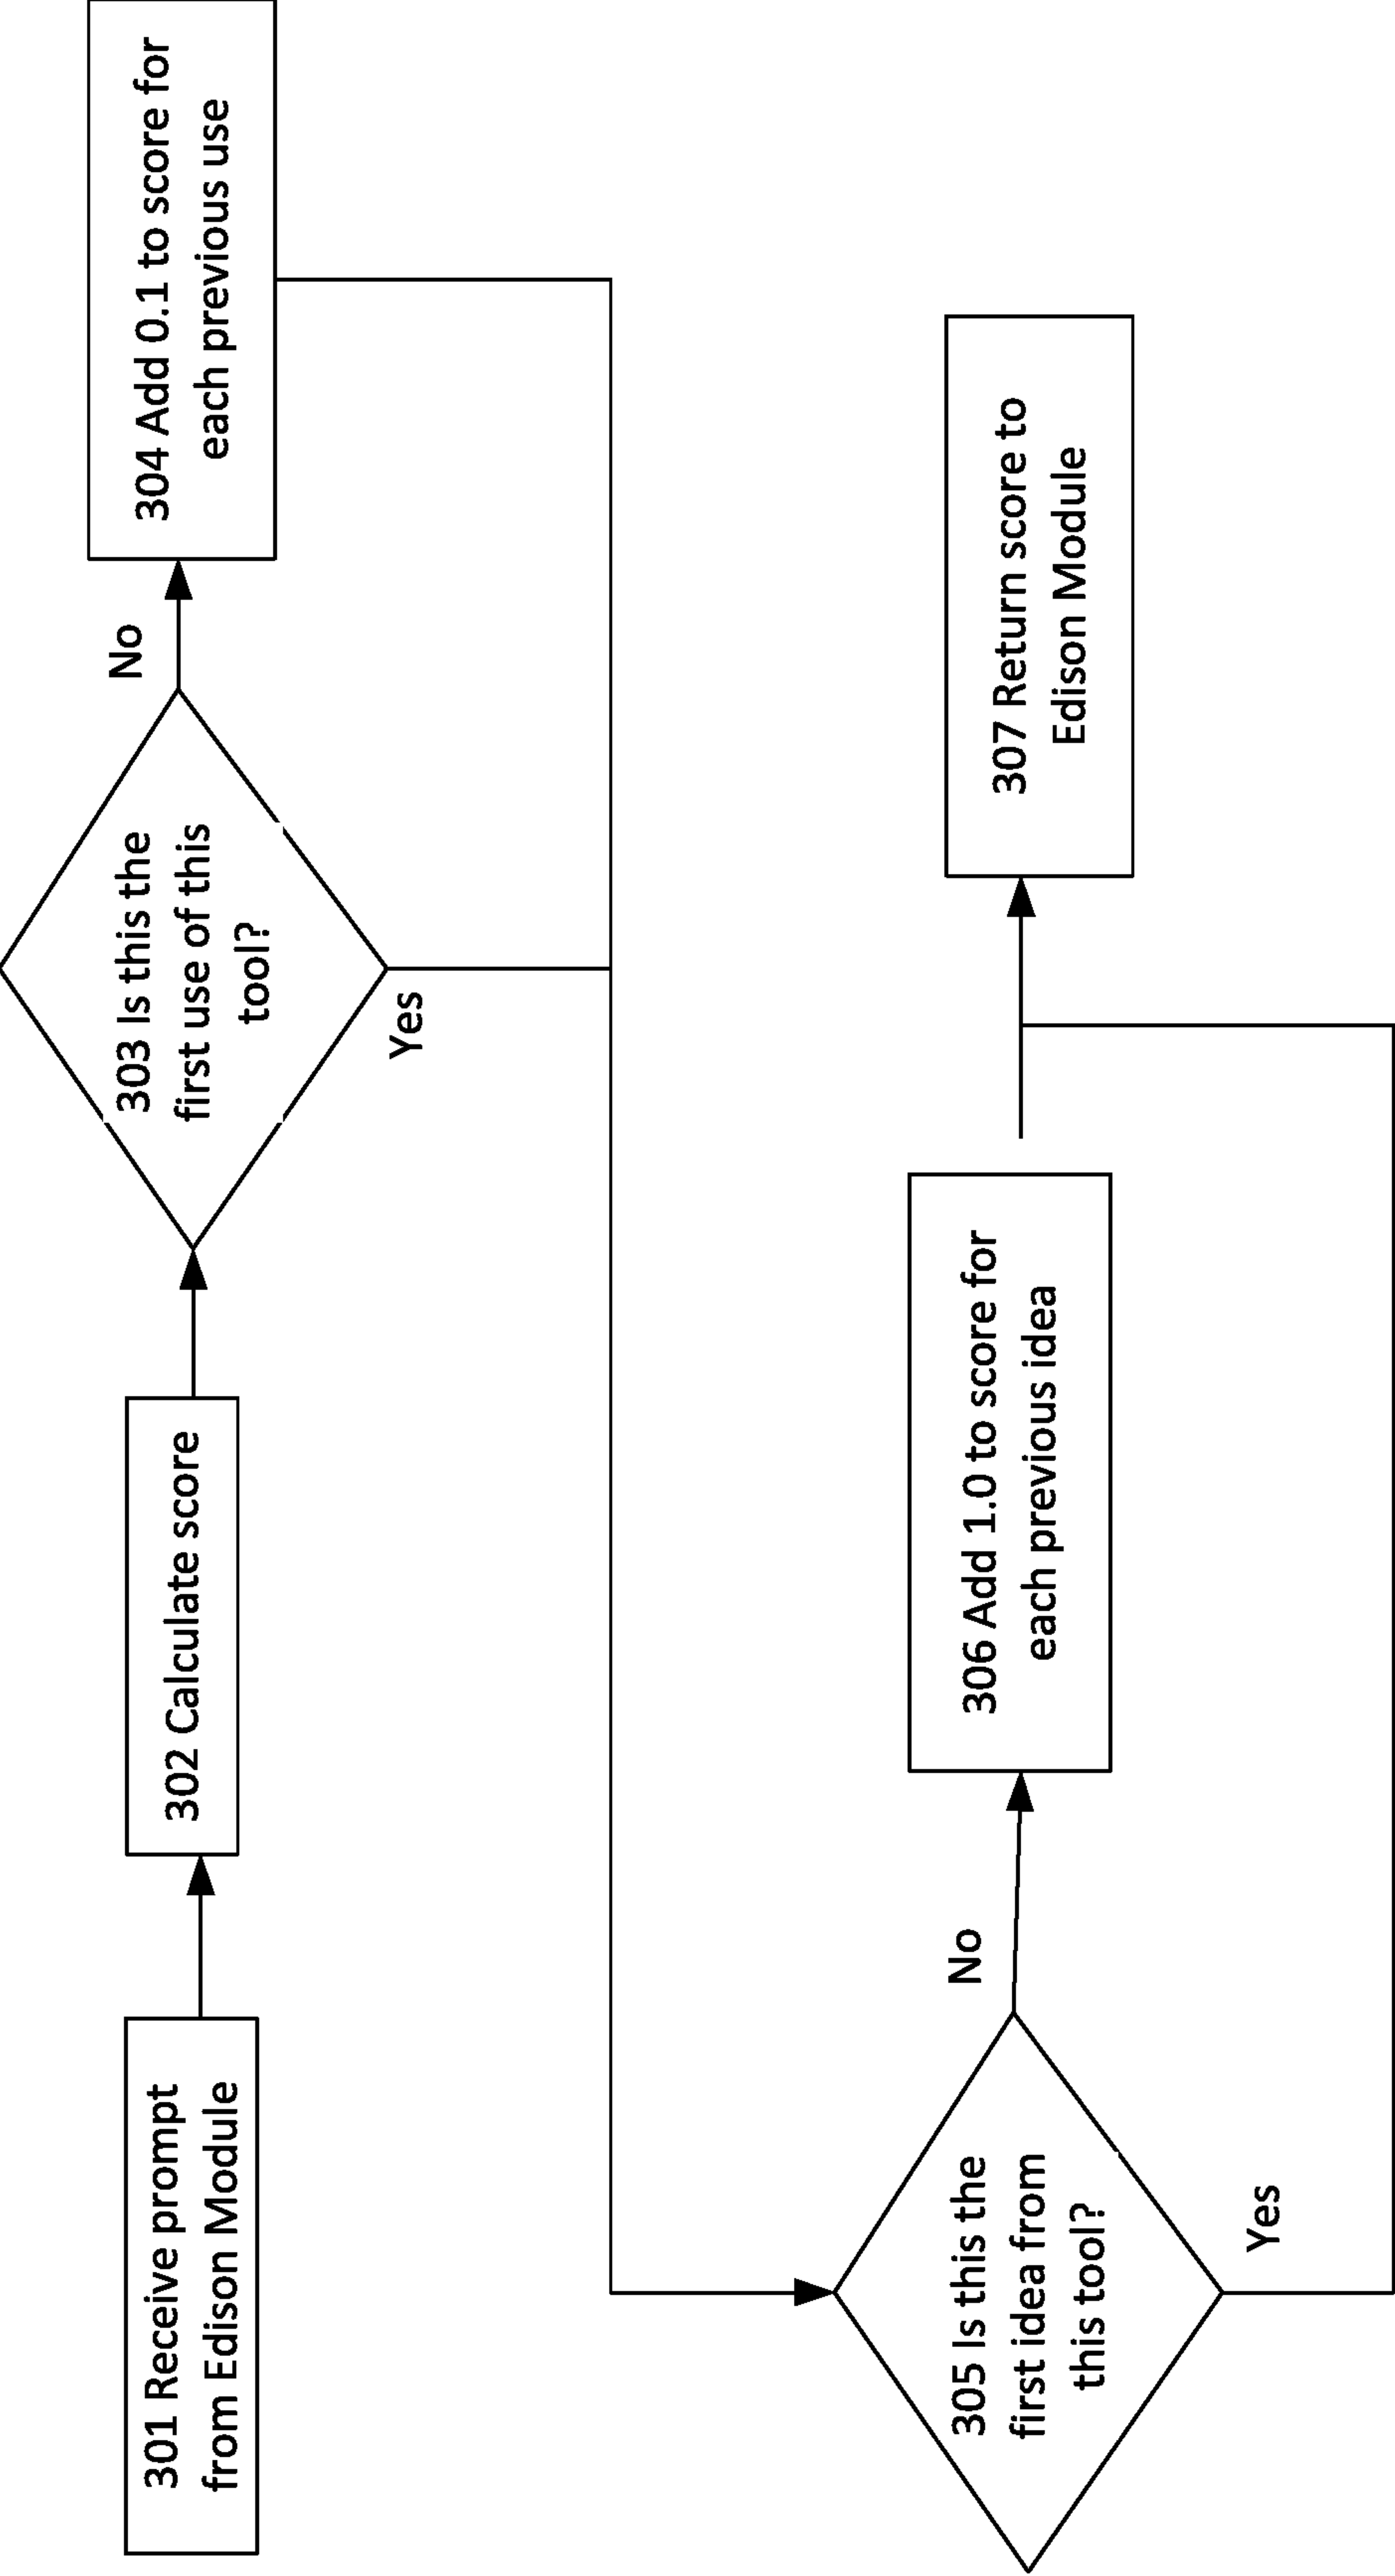 301 Receive prompt
from Edison Module
302 Calculate score
303 Is this the
first use of this
tool?
No
Yes
304 Add 0.1 to score for
each previous use
305 Is this the
first idea from
this tool?
No
Yes
306 Add 1.0 to score for
each previous idea
307 Return score to
Edison Module